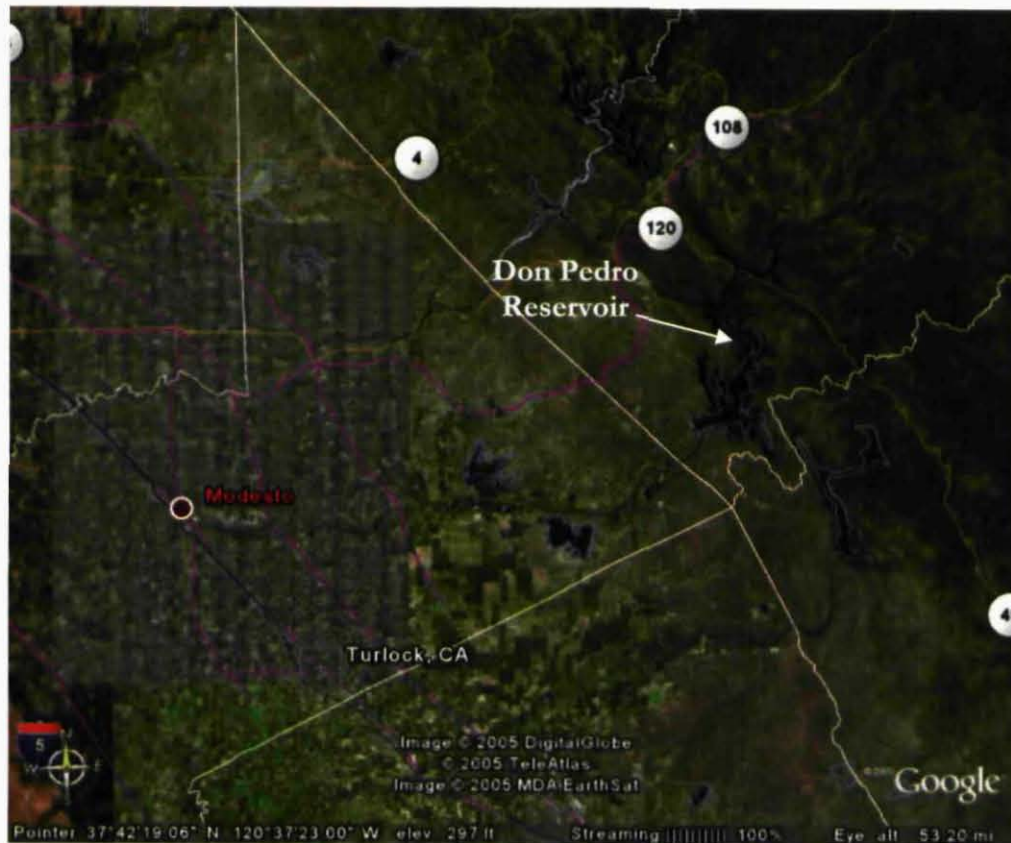 4
108
120
Don Pedro
Reservoir
Modesto
4
Turlock, CA
5
N
W
E
Image © 2005 DigitalGlobe
© 2005 TeleAtlas
Image © 2005 MDA EarthSat
Google
Pointer 37°42'19.06" N 120°37'23.00" W elev 297 ft
Streaming |||||||||| 100%
Eye alt 53.20 mi